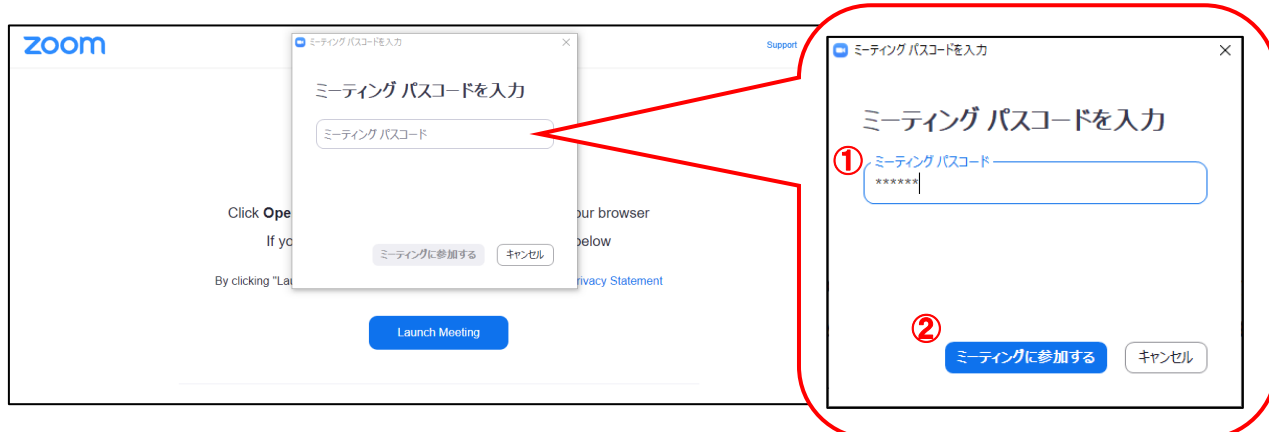 zoom
Support
ミーティング パスコードを入力
ミーティング パスコードを入力
ミーティング パスコード
Click Ope
our browser
If yo
below
ミーティングに参加する
キャンセル
By clicking "Lau
rivacy Statement
Launch Meeting
ミーティング パスコードを入力
ミーティング パスコードを入力
①
ミーティング パスコード
******
②
ミーティングに参加する
キャンセル